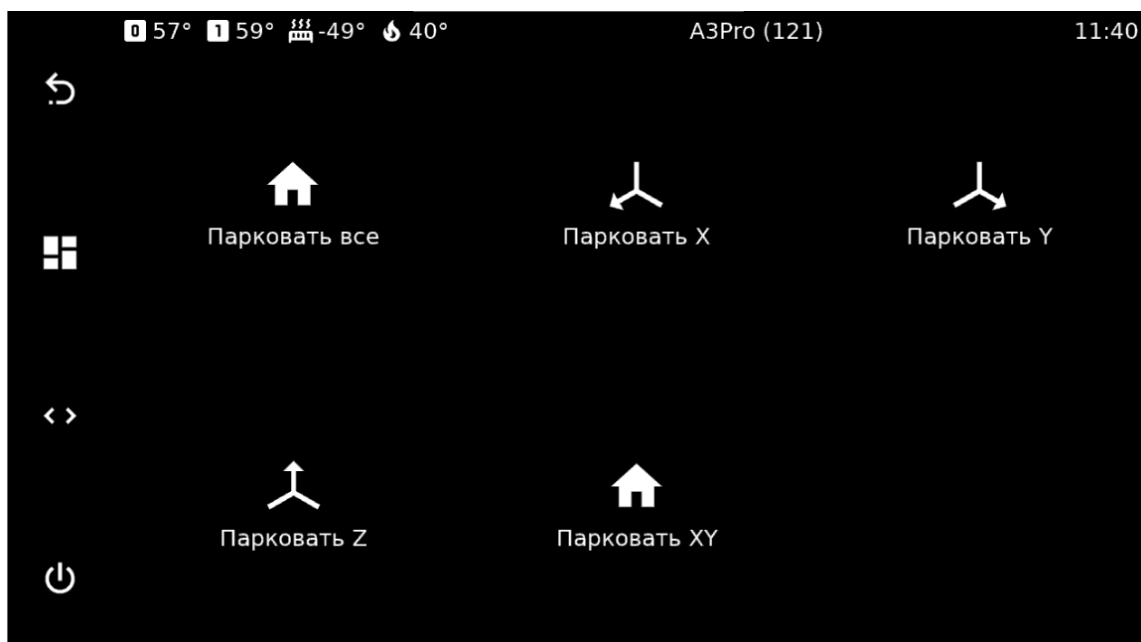 0 57° 1 59° -49° 40° A3Pro (121) 11:40
Парковать все Парковать X Парковать Y
Парковать Z Парковать XY